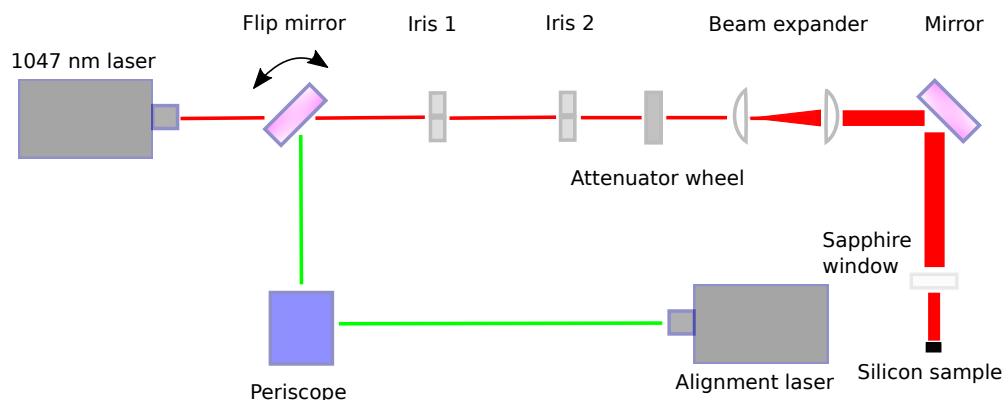 Flip mirror
Iris 1
Iris 2
Beam expander
Mirror
1047 nm laser
Attenuator wheel
Sapphire
window
Silicon sample
Alignment laser
Periscope